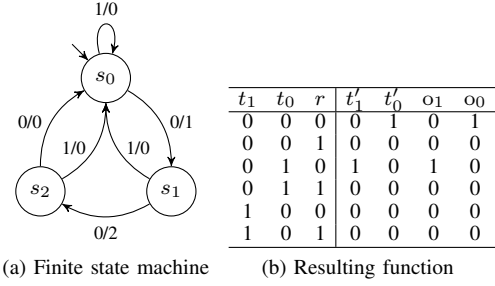 1/0
s₀
0/0
0/1
1/0
1/0
s₂
s₁
0/2
(a) Finite state machine
t₁ t₀ r t′₁ t′₀ o₁ o₀
0 0 0 0 1 0 1
0 0 1 0 0 0 0
0 1 0 1 0 1 0
0 1 1 0 0 0 0
1 0 0 0 0 0 0
1 0 1 0 0 0 0
(b) Resulting function